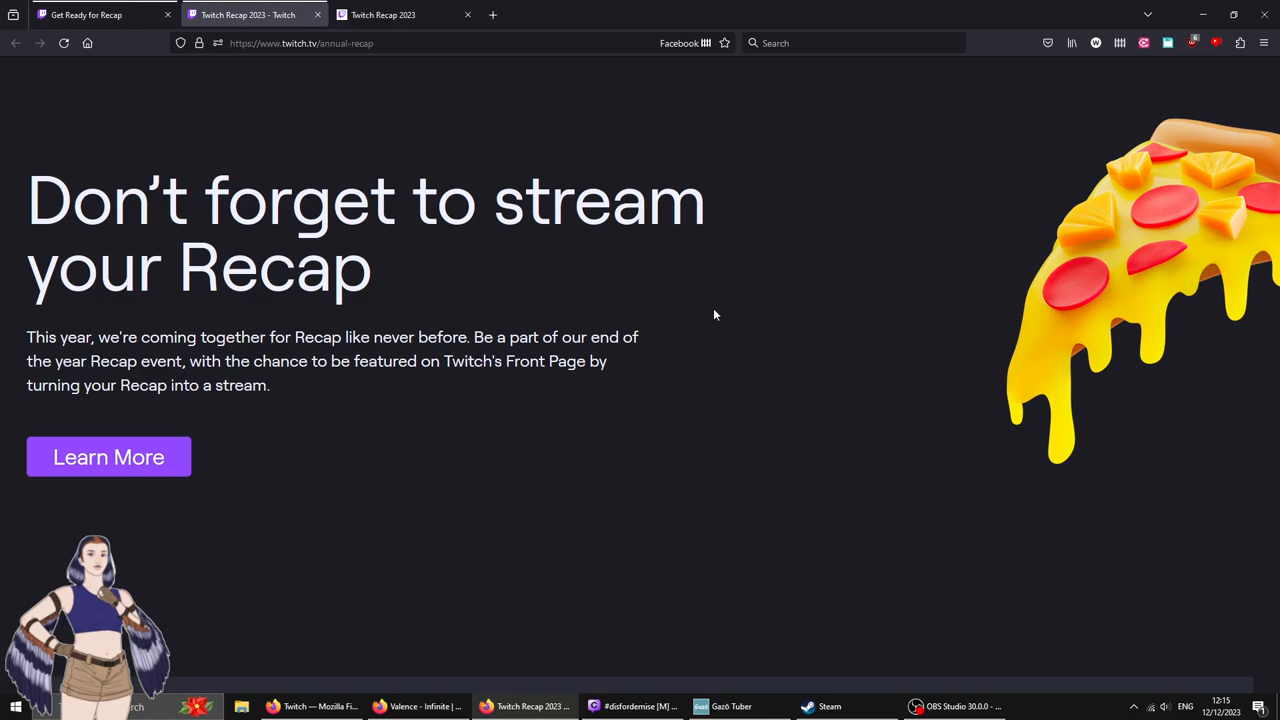 Get Ready for Recap
Twitch Recap 2023 - Twitch
Twitch Recap 2023
https://www.twitch.tv/annual-recap
Facebook
Search
6
Don't forget to stream
your Recap
This year, we're coming together for Recap like never before. Be a part of our end of
the year Recap event, with the chance to be featured on Twitch's Front Page by
turning your Recap into a stream.
Learn More
Twitch — Mozilla Fi...
Valence - Infinite | ...
Twitch Recap 2023 ...
#disfordemise [M] ...
Gazō Tuber
Steam
OBS Studio 30.0.0 - ...
ENG
12:15
12/12/2023
1